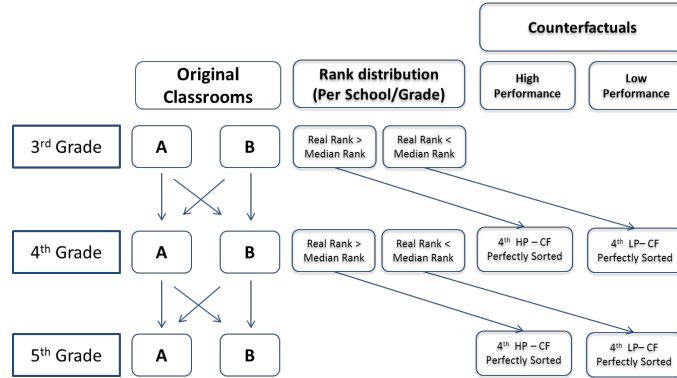 Counterfactuals
Original
Classrooms
Rank distribution
(Per School/Grade)
High
Performance
Low
Performance
3rd Grade
A
B
Real Rank >
Median Rank
Real Rank <
Median Rank
4th Grade
A
B
Real Rank >
Median Rank
Real Rank <
Median Rank
4th HP – CF
Perfectly Sorted
4th LP– CF
Perfectly Sorted
5th Grade
A
B
4th HP – CF
Perfectly Sorted
4th LP– CF
Perfectly Sorted